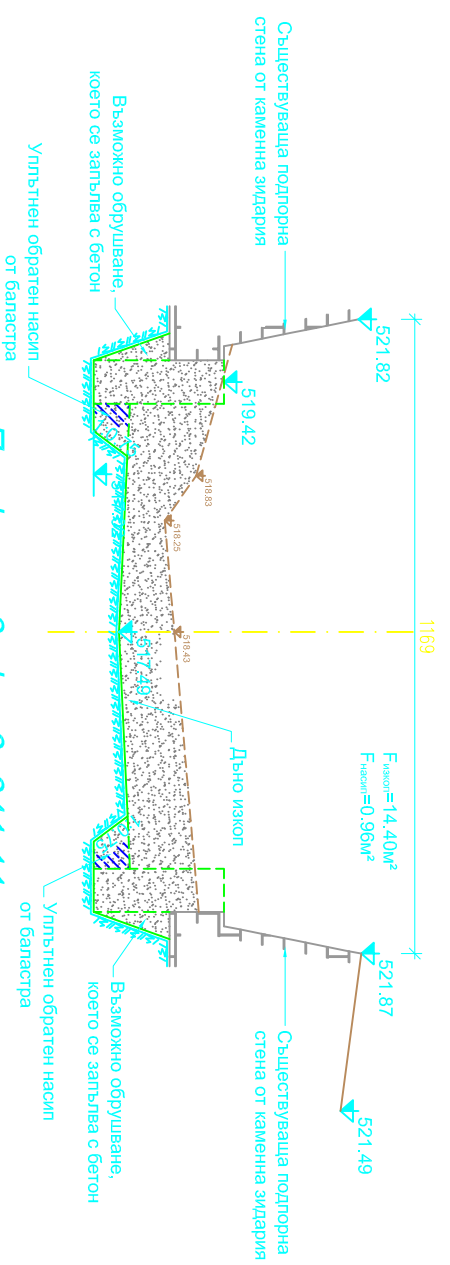 Съществуваща подпорна
стена от каменна зидария
Възможно обрушване,
което се запълва с бетон
Уплътнен обратен насип
от баластра
521.82
519.42
518.83
518.25
518.43
517.49
1169
Fизкоп=14.40м²
Fнасип=0.96м²
Дъно изкоп
521.87
521.49
Съществуваща подпорна
стена от каменна зидария
Възможно обрушване,
което се запълва с бетон
Уплътнен обратен насип
от баластра